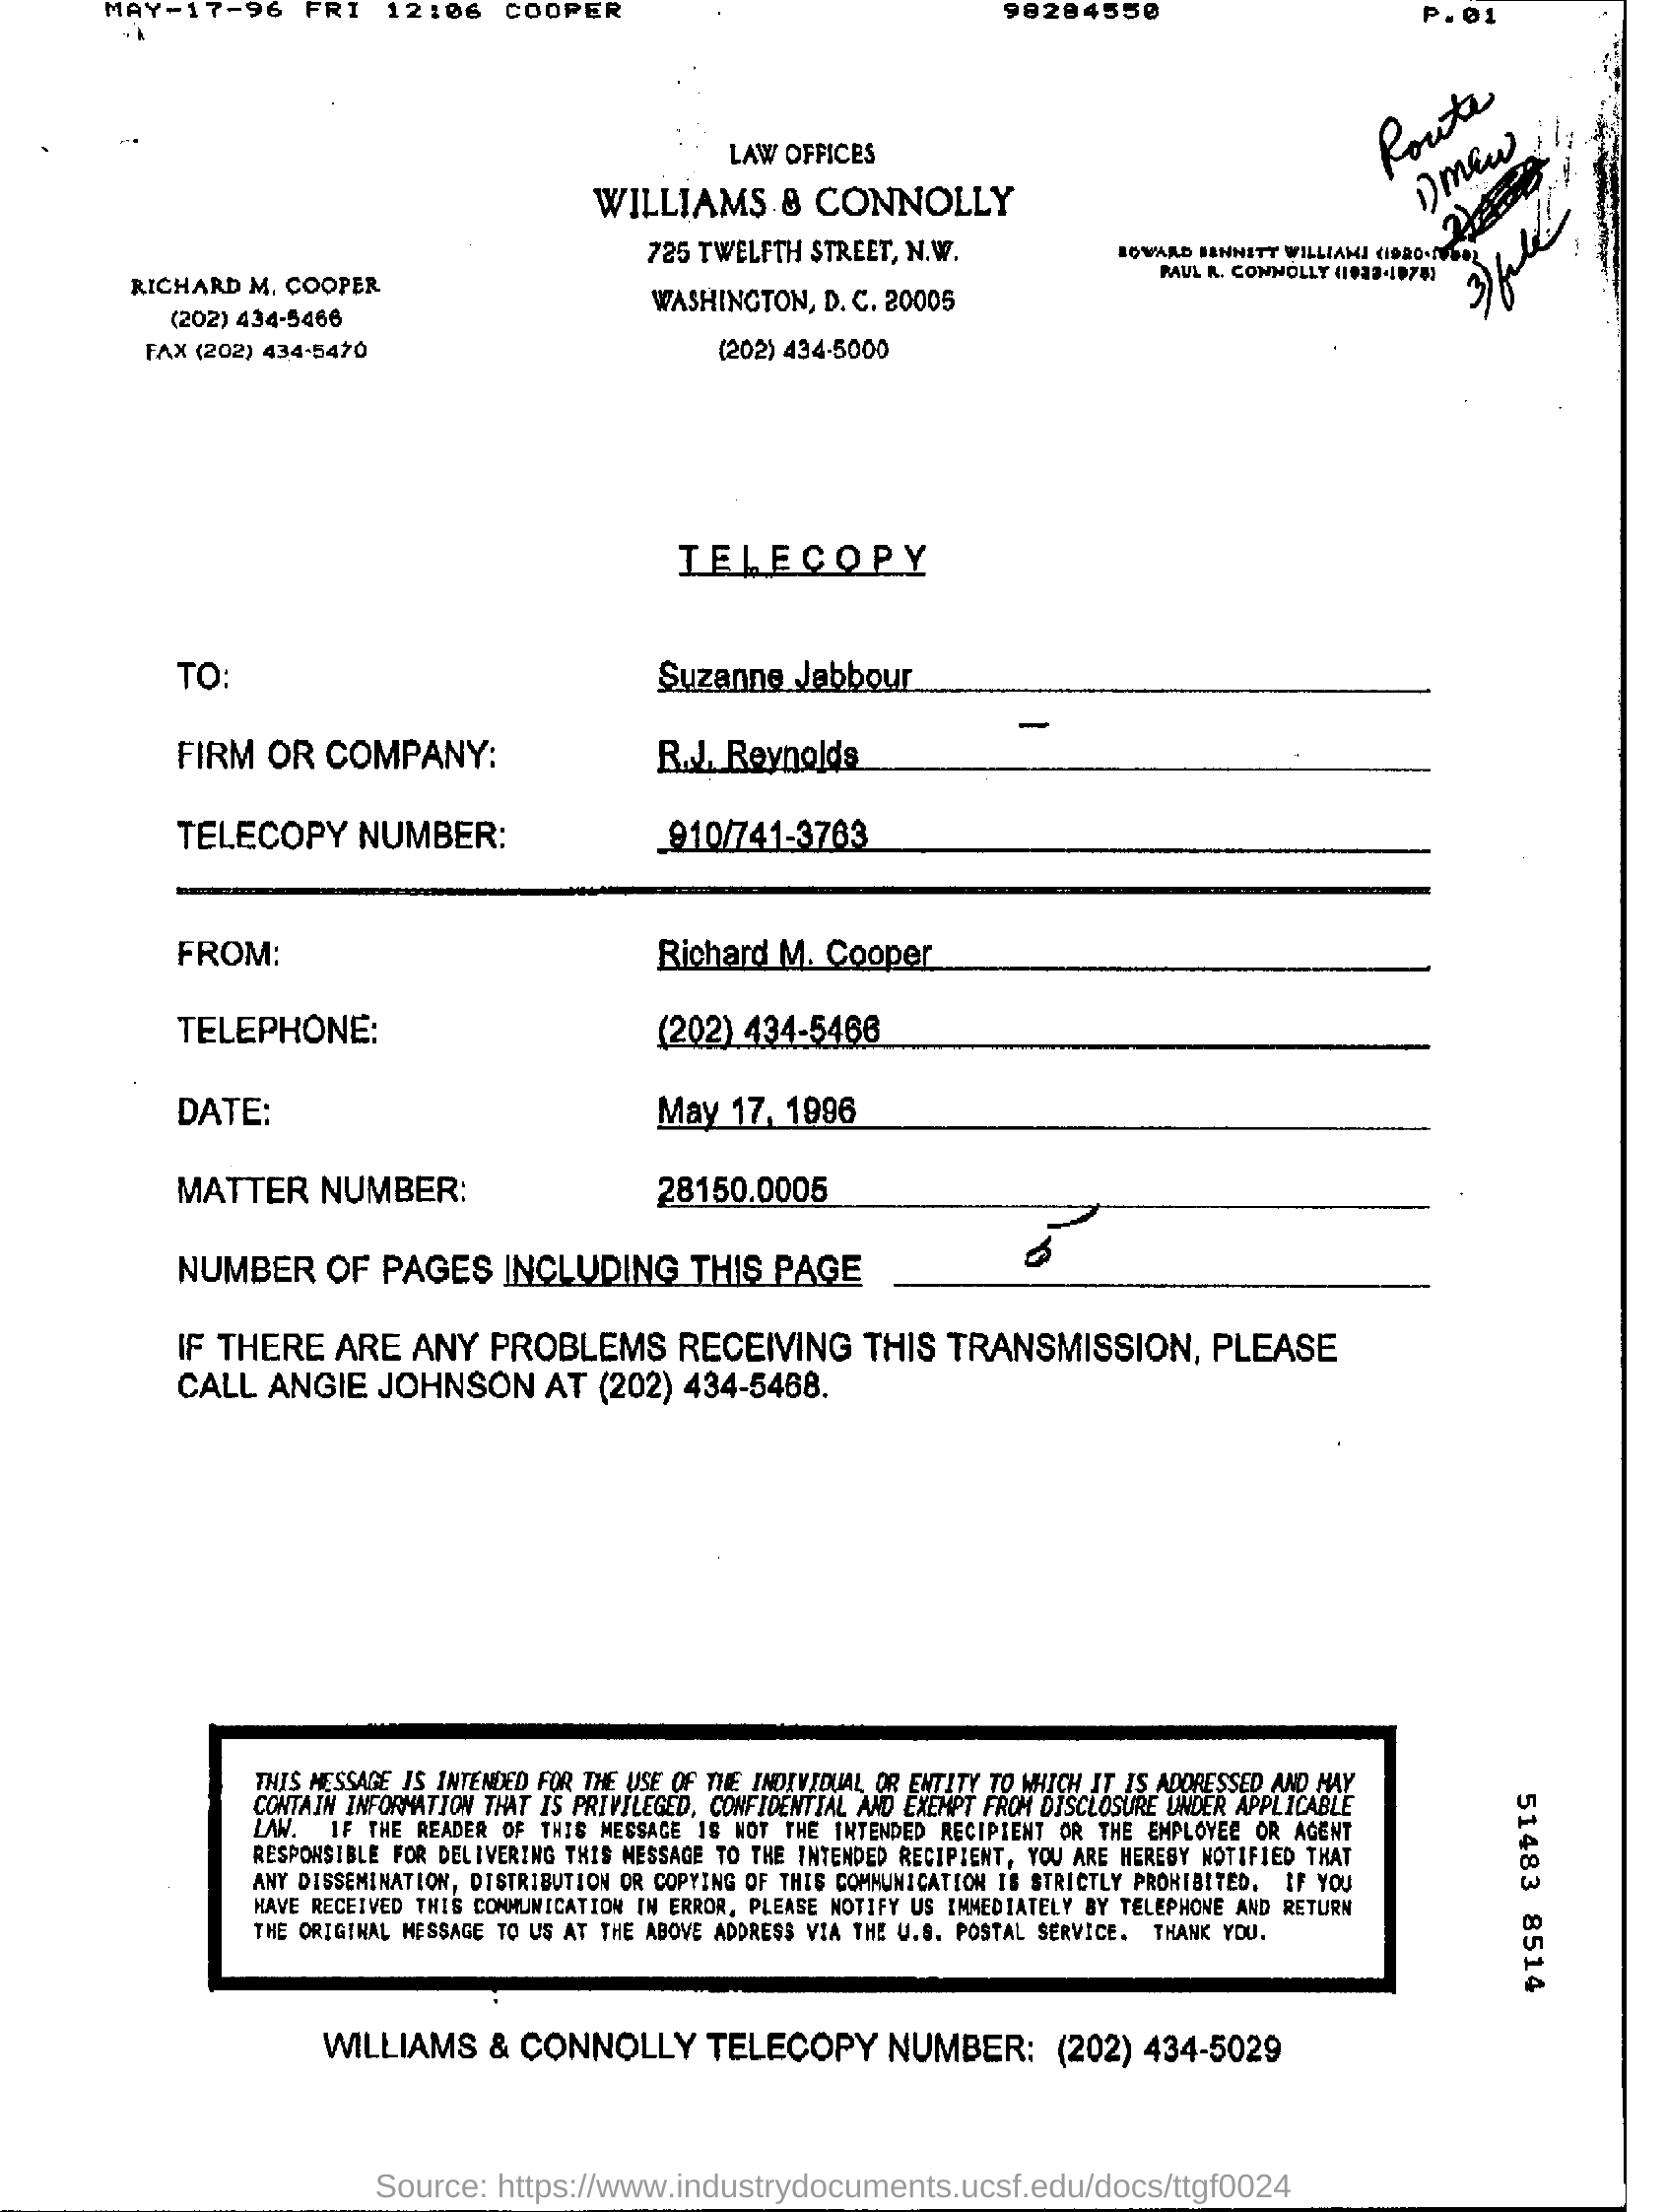 MAY-17-96 FRI 12:06 COOPER 98284550 P.01
Route
1) maw
2)
3) file
LAW OFFICES
WILLIAMS & CONNOLLY
725 TWELFTH STREET, N.W.
WASHINGTON, D. C. 20005
(202) 434-5000
RICHARD M. COOPER
(202) 434-5466
FAX (202) 434-5470
EDWARD BENNETT WILLIAMS (1920-1988)
PAUL R. CONNOLLY (1922-1978)
TELECOPY
TO: Suzanne Jabbour
FIRM OR COMPANY: R.J. Reynolds
TELECOPY NUMBER: 910/741-3763
FROM: Richard M. Cooper
TELEPHONE: (202) 434-5466
DATE: May 17, 1996
MATTER NUMBER: 28150.0005
NUMBER OF PAGES INCLUDING THIS PAGE 5
IF THERE ARE ANY PROBLEMS RECEIVING THIS TRANSMISSION, PLEASE
CALL ANGIE JOHNSON AT (202) 434-5468.
THIS MESSAGE IS INTENDED FOR THE USE OF THE INDIVIDUAL OR ENTITY TO WHICH IT IS ADDRESSED AND MAY
CONTAIN INFORMATION THAT IS PRIVILEGED, CONFIDENTIAL AND EXEMPT FROM DISCLOSURE UNDER APPLICABLE
LAW. IF THE READER OF THIS MESSAGE IS NOT THE INTENDED RECIPIENT OR THE EMPLOYEE OR AGENT
RESPONSIBLE FOR DELIVERING THIS MESSAGE TO THE INTENDED RECIPIENT, YOU ARE HEREBY NOTIFIED THAT
ANY DISSEMINATION, DISTRIBUTION OR COPYING OF THIS COMMUNICATION IS STRICTLY PROHIBITED. IF YOU
HAVE RECEIVED THIS COMMUNICATION IN ERROR, PLEASE NOTIFY US IMMEDIATELY BY TELEPHONE AND RETURN
THE ORIGINAL MESSAGE TO US AT THE ABOVE ADDRESS VIA THE U.S. POSTAL SERVICE. THANK YOU.
51483 8514
WILLIAMS & CONNOLLY TELECOPY NUMBER: (202) 434-5029
Source: https://www.industrydocuments.ucsf.edu/docs/ttgf0024